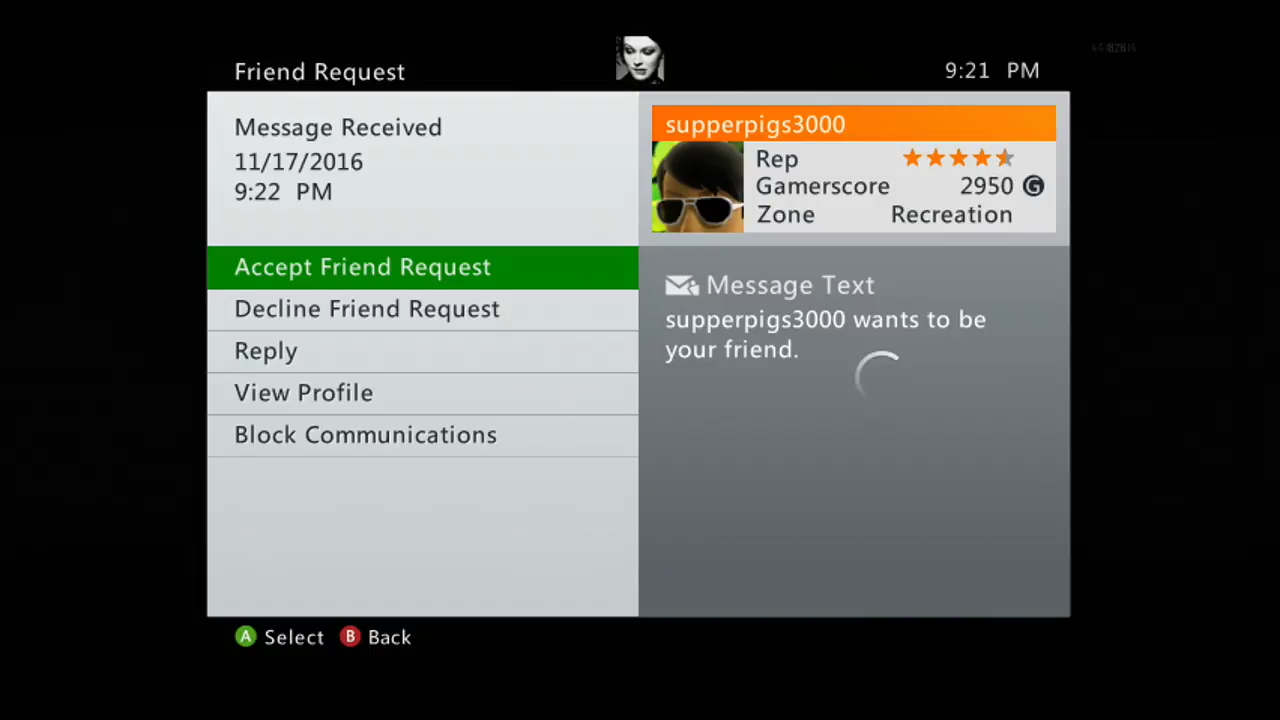 Friend Request
9:21 PM
Message Received
11/17/2016
9:22 PM
supperpigs3000
Rep
Gamerscore 2950 G
Zone Recreation
Accept Friend Request
Decline Friend Request
Reply
View Profile
Block Communications
Message Text
supperpigs3000 wants to be
your friend.
A Select B Back